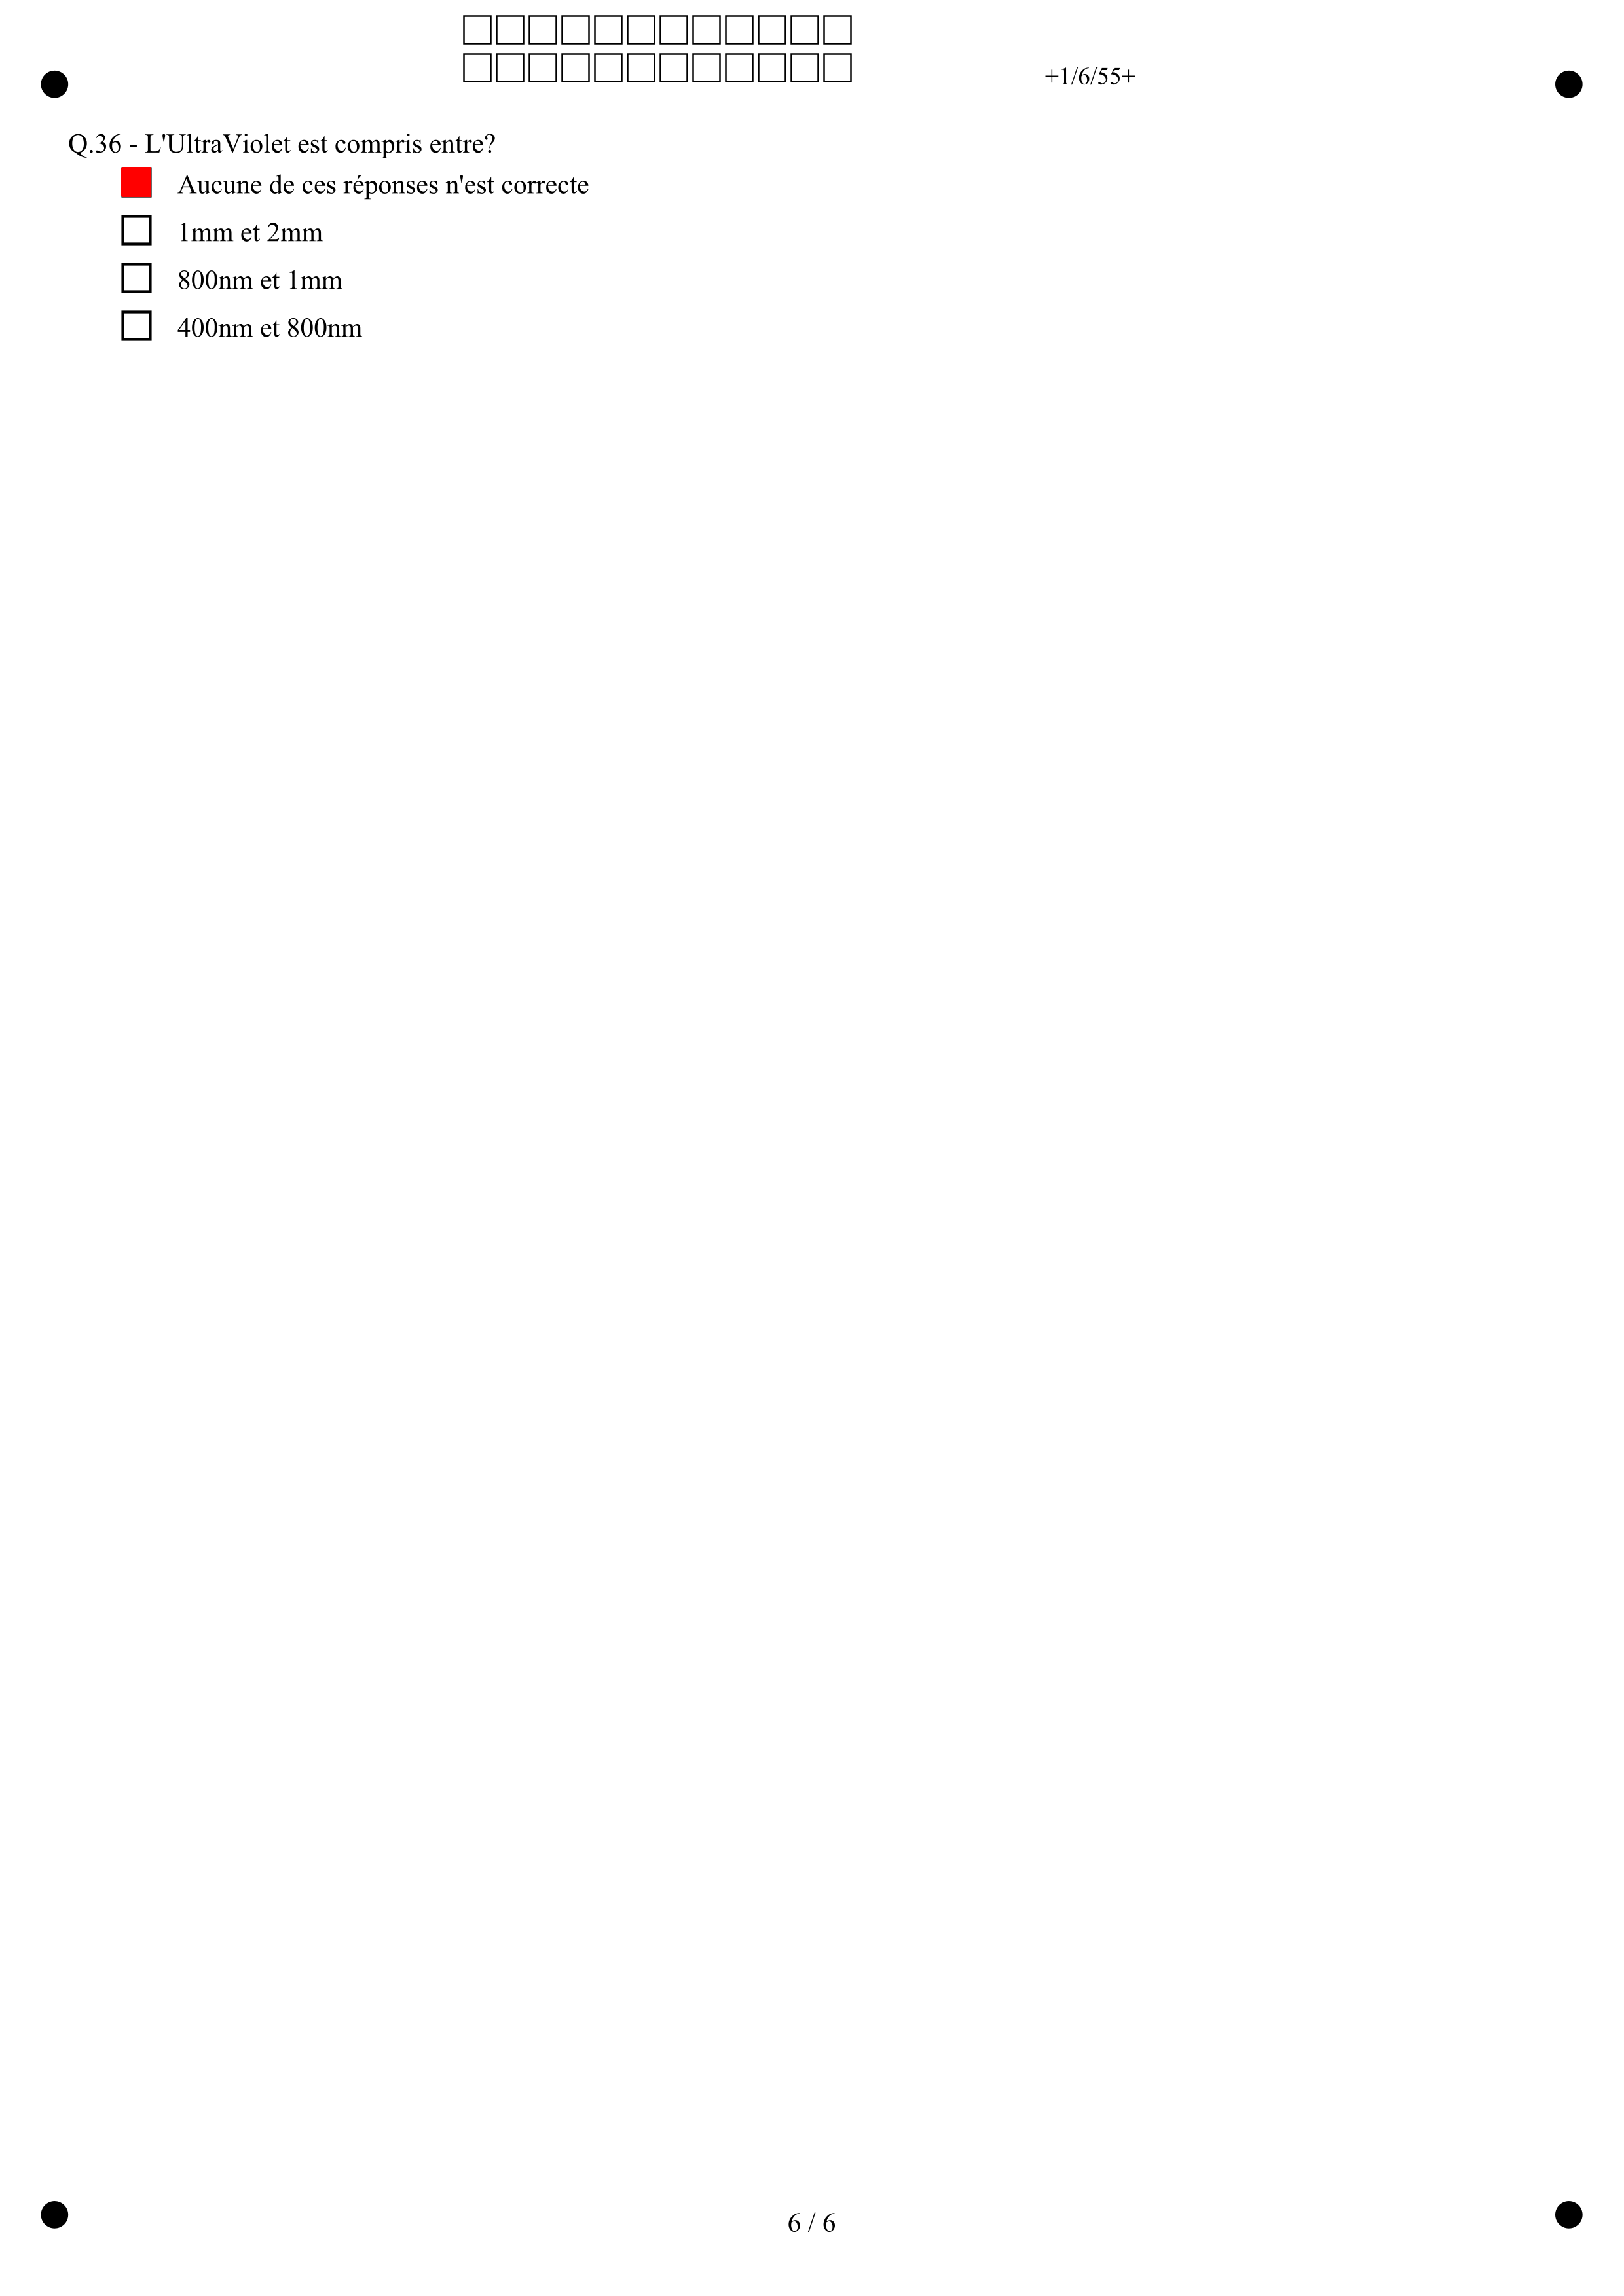 +1/6/55+
Q.36 - L'UltraViolet est compris entre?
Aucune de ces réponses n'est correcte
1mm et 2mm
800nm et 1mm
400nm et 800nm
6 / 6